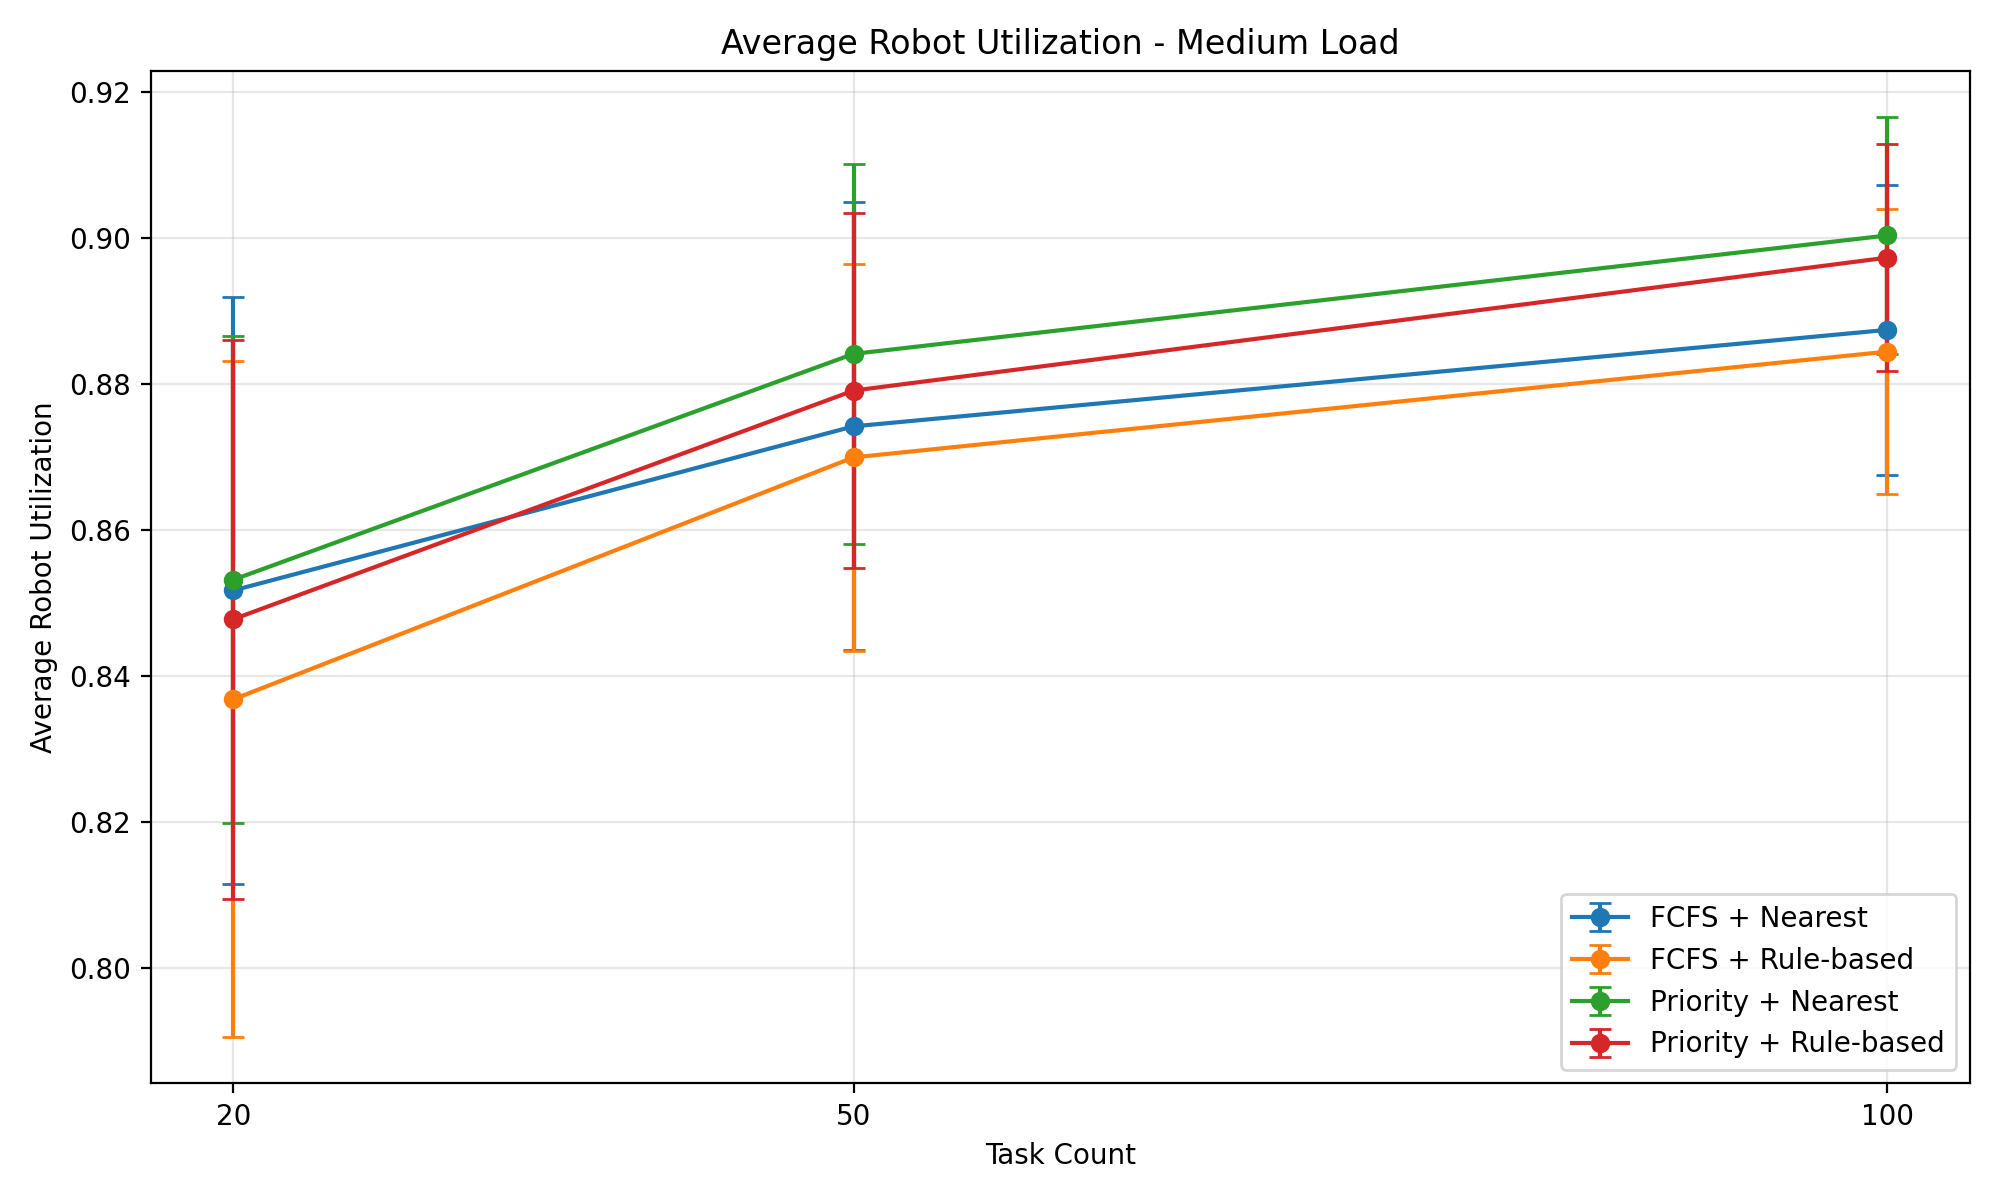 Average Robot Utilization - Medium Load
Average Robot Utilization
0.92
0.90
0.88
0.86
0.84
0.82
0.80
20
50
100
Task Count
FCFS + Nearest
FCFS + Rule-based
Priority + Nearest
Priority + Rule-based